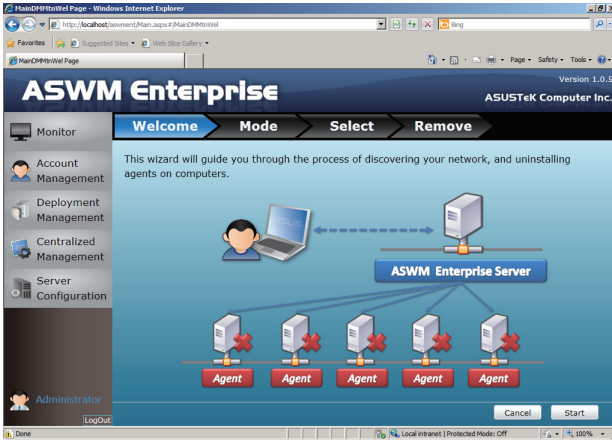 MainDMMtnWel Page - Windows Internet Explorer
http://localhost/aswment/Main.aspx#/MainDMMtnWel
Bing
Favorites
Suggested Sites
Web Slice Gallery
MainDMMtnWel Page
Page
Safety
Tools
Version 1.0.5
ASWM Enterprise
ASUSTeK Computer Inc.
Monitor
Account
Management
Deployment
Management
Centralized
Management
Server
Configuration
Administrator
LogOut
Welcome Mode Select Remove
This wizard will guide you through the process of discovering your network, and uninstalling
agents on computers.
ASWM Enterprise Server
Agent Agent Agent Agent Agent
Cancel Start
Done
Local intranet | Protected Mode: Off
100%